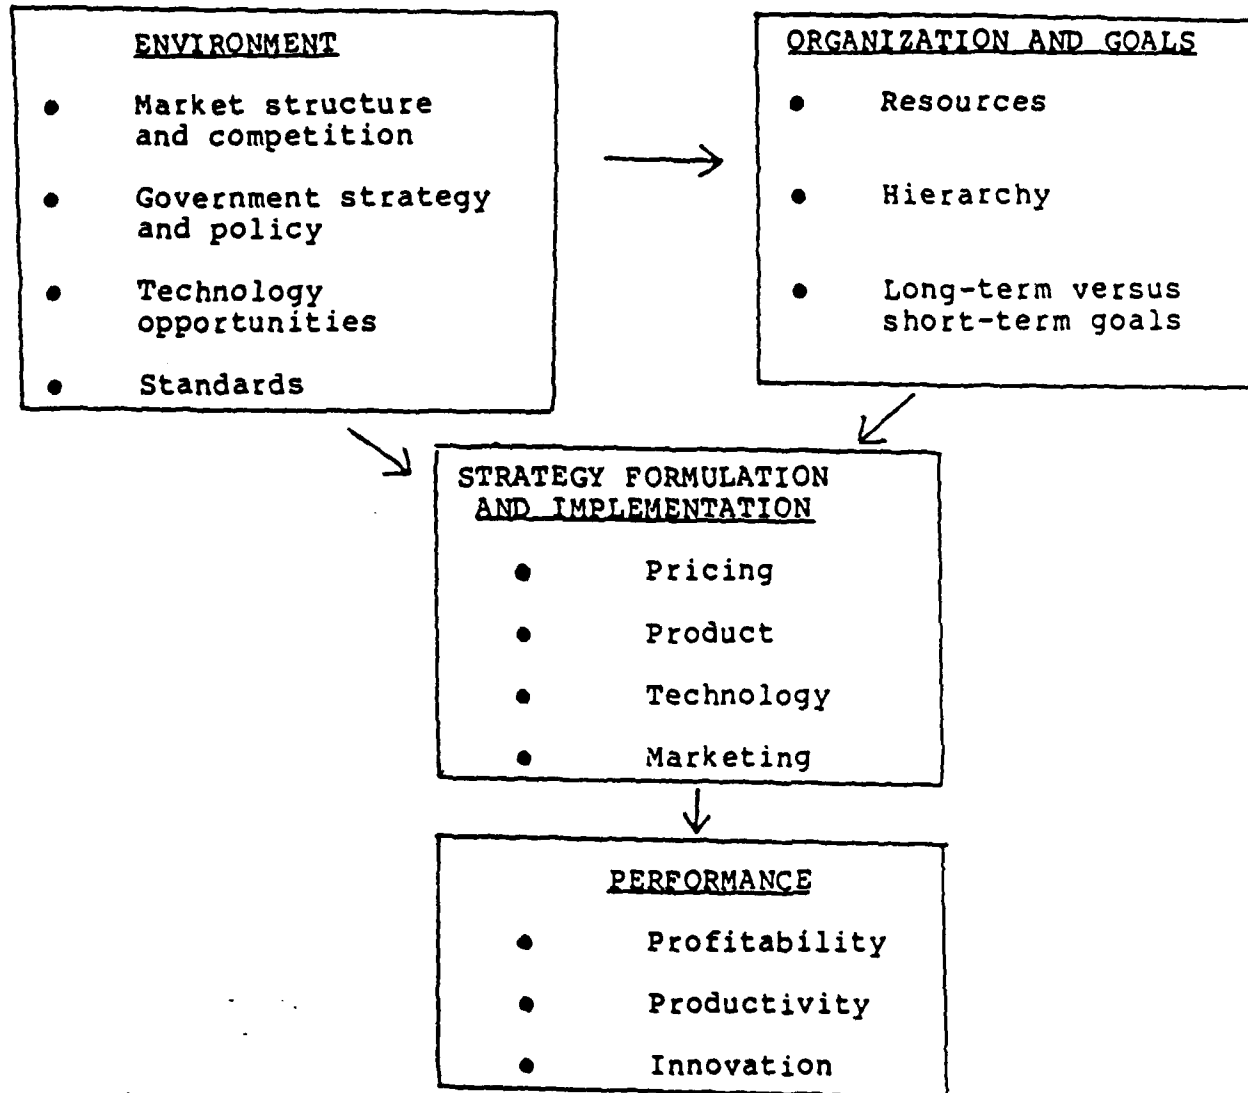 ENVIRONMENT
● Market structure
and competition
● Government strategy
and policy
● Technology
opportunities
● Standards
ORGANIZATION AND GOALS
● Resources
● Hierarchy
● Long-term versus
short-term goals
STRATEGY FORMULATION
AND IMPLEMENTATION
● Pricing
● Product
● Technology
● Marketing
PERFORMANCE
● Profitability
● Productivity
● Innovation